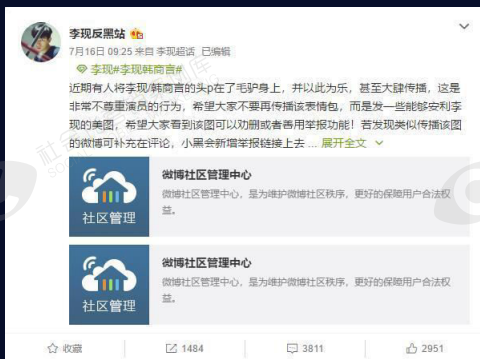 李现反黑站
7月16日 09:25 来自 李现超话 已编辑
李现#李现韩商言#
近期有人将李现/韩商言的头p在了毛驴身上，并以此为乐，甚至大肆传播，这是
非常不尊重演员的行为，希望大家不要再传播该表情包，而是发一些能够安利李
现的美图，希望大家看到该图可以劝删或者善用举报功能！若发现类似传播该图
的微博可补充在评论，小黑会新增举报链接上去 ... 展开全文
社区管理
微博社区管理中心
微博社区管理中心，是为维护微博社区秩序，更好的保障用户合法权
益。
社区管理
微博社区管理中心
微博社区管理中心，是为维护微博社区秩序，更好的保障用户合法权
益。
收藏 1484 3811 2951